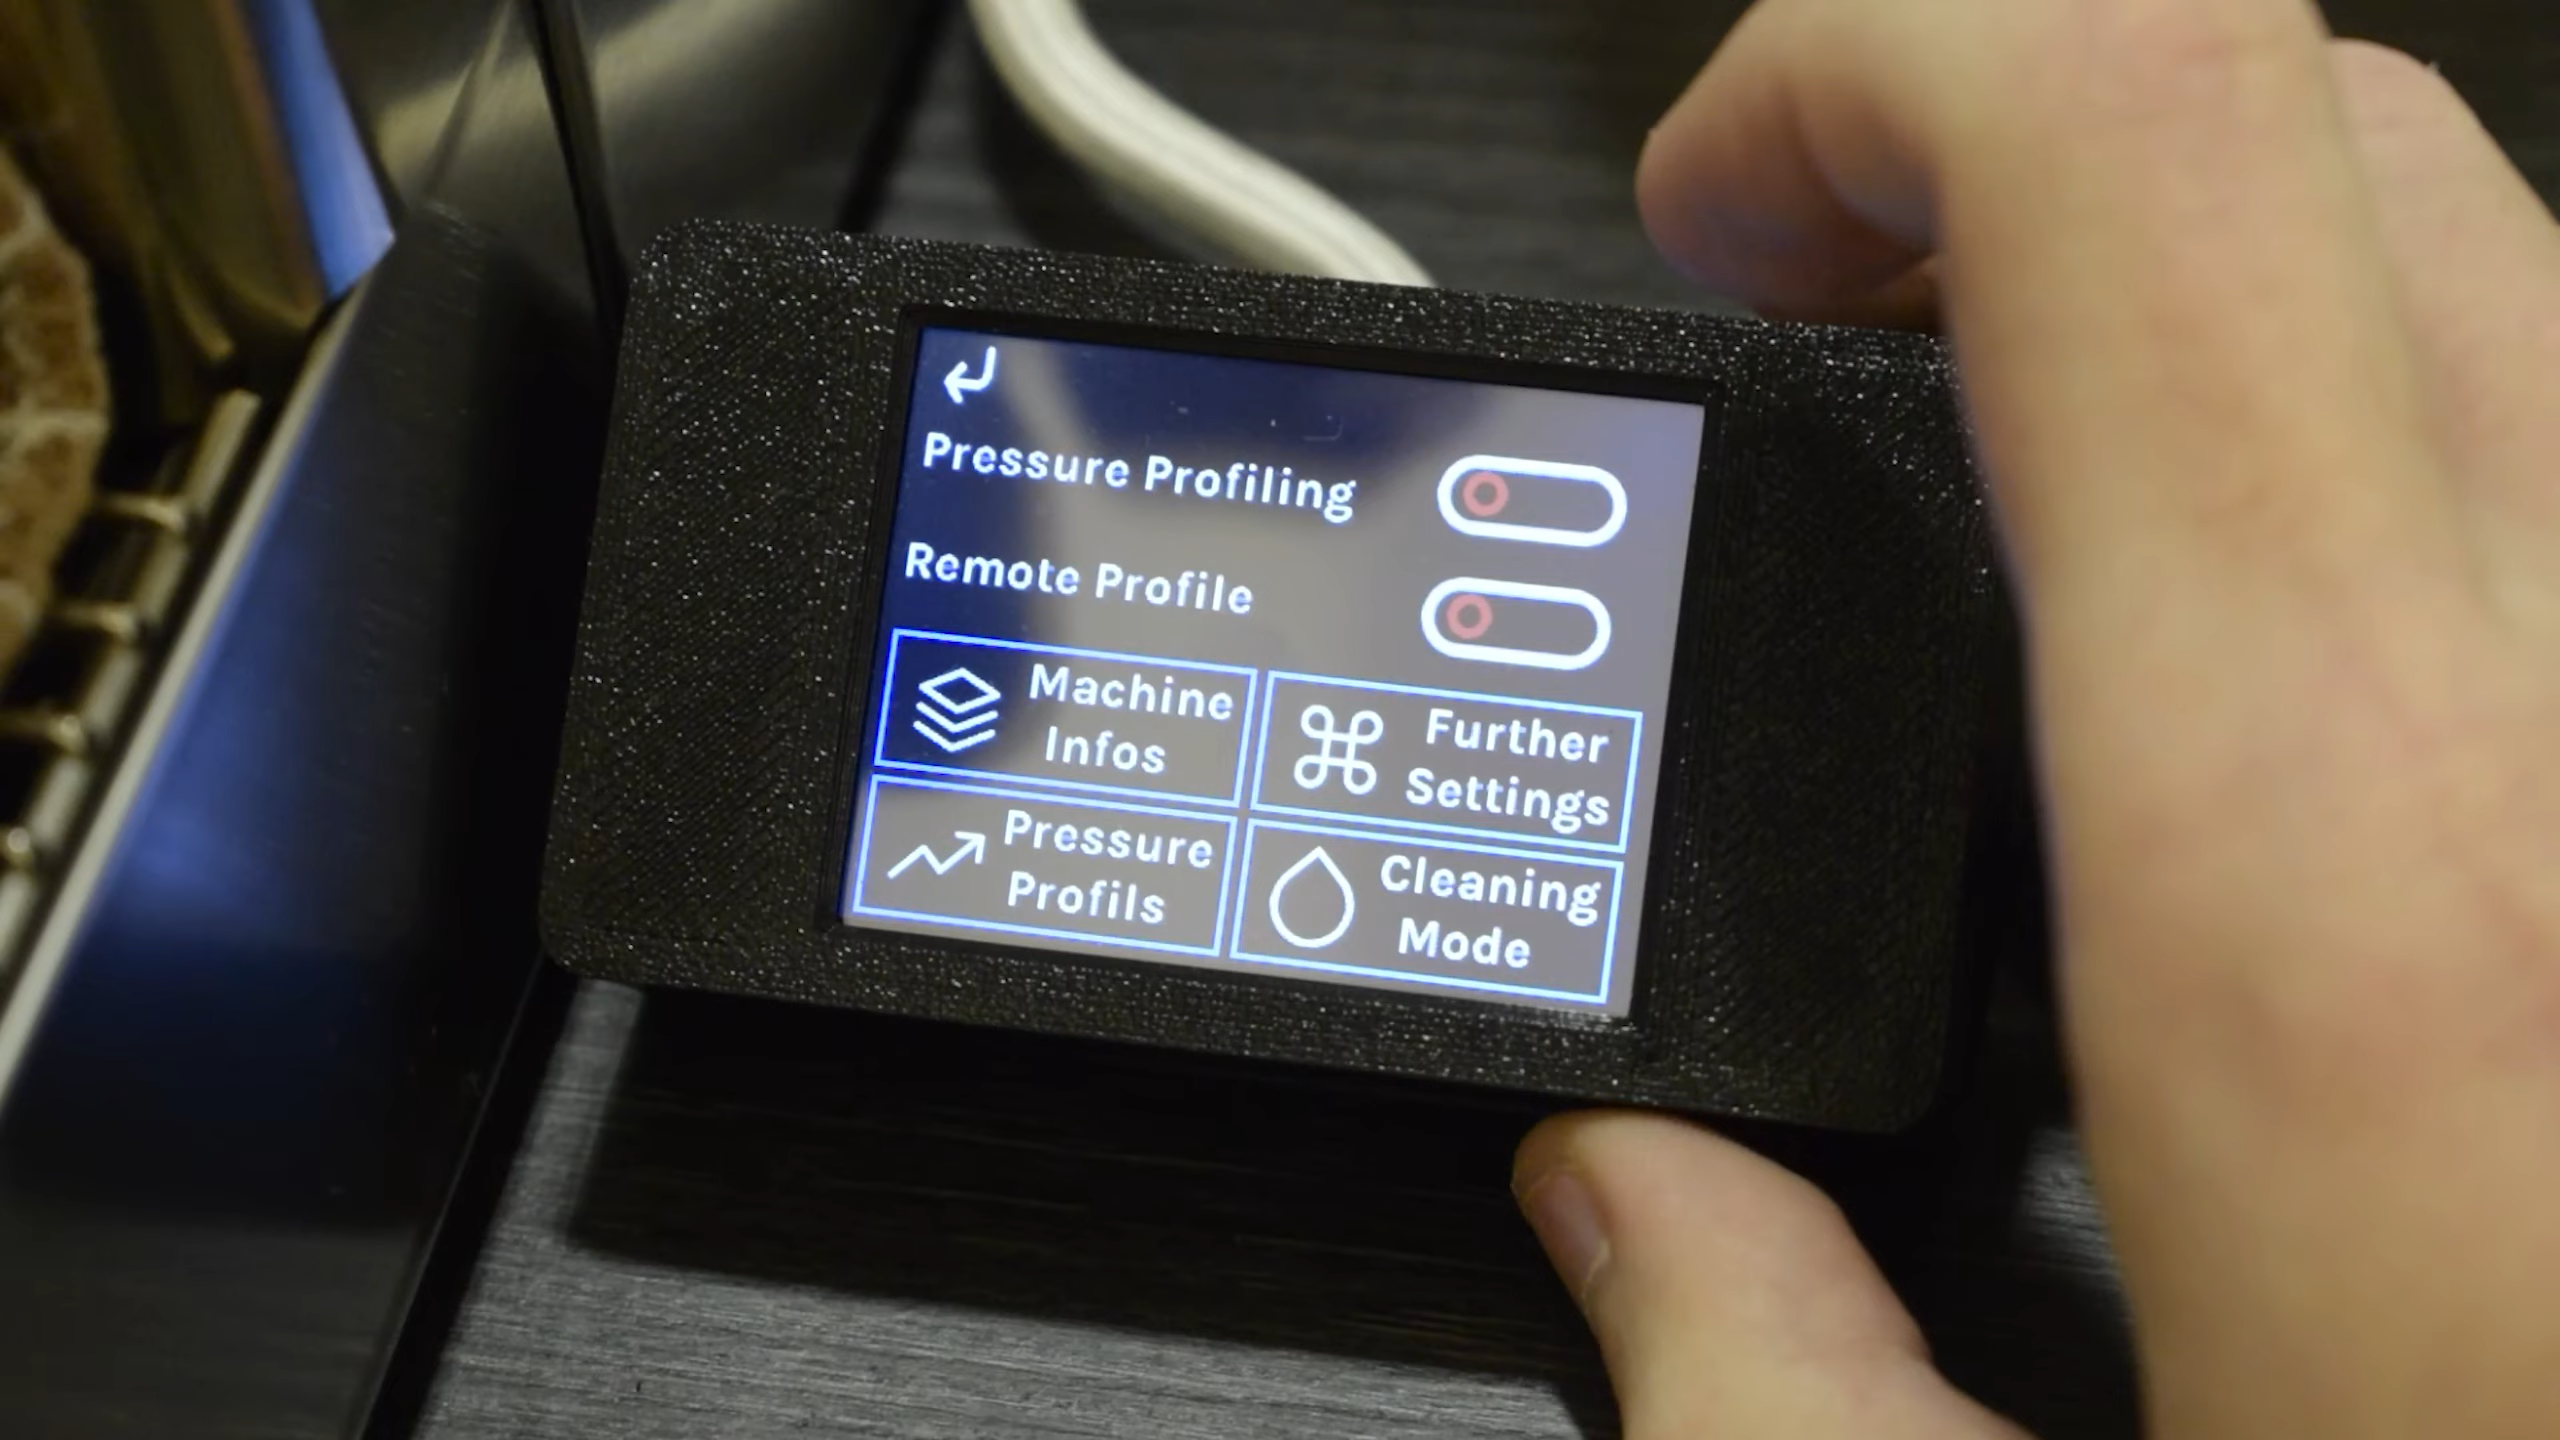 Pressure Profiling
Remote Profile
Machine
Infos
Further
Settings
Pressure
Profils
Cleaning
Mode